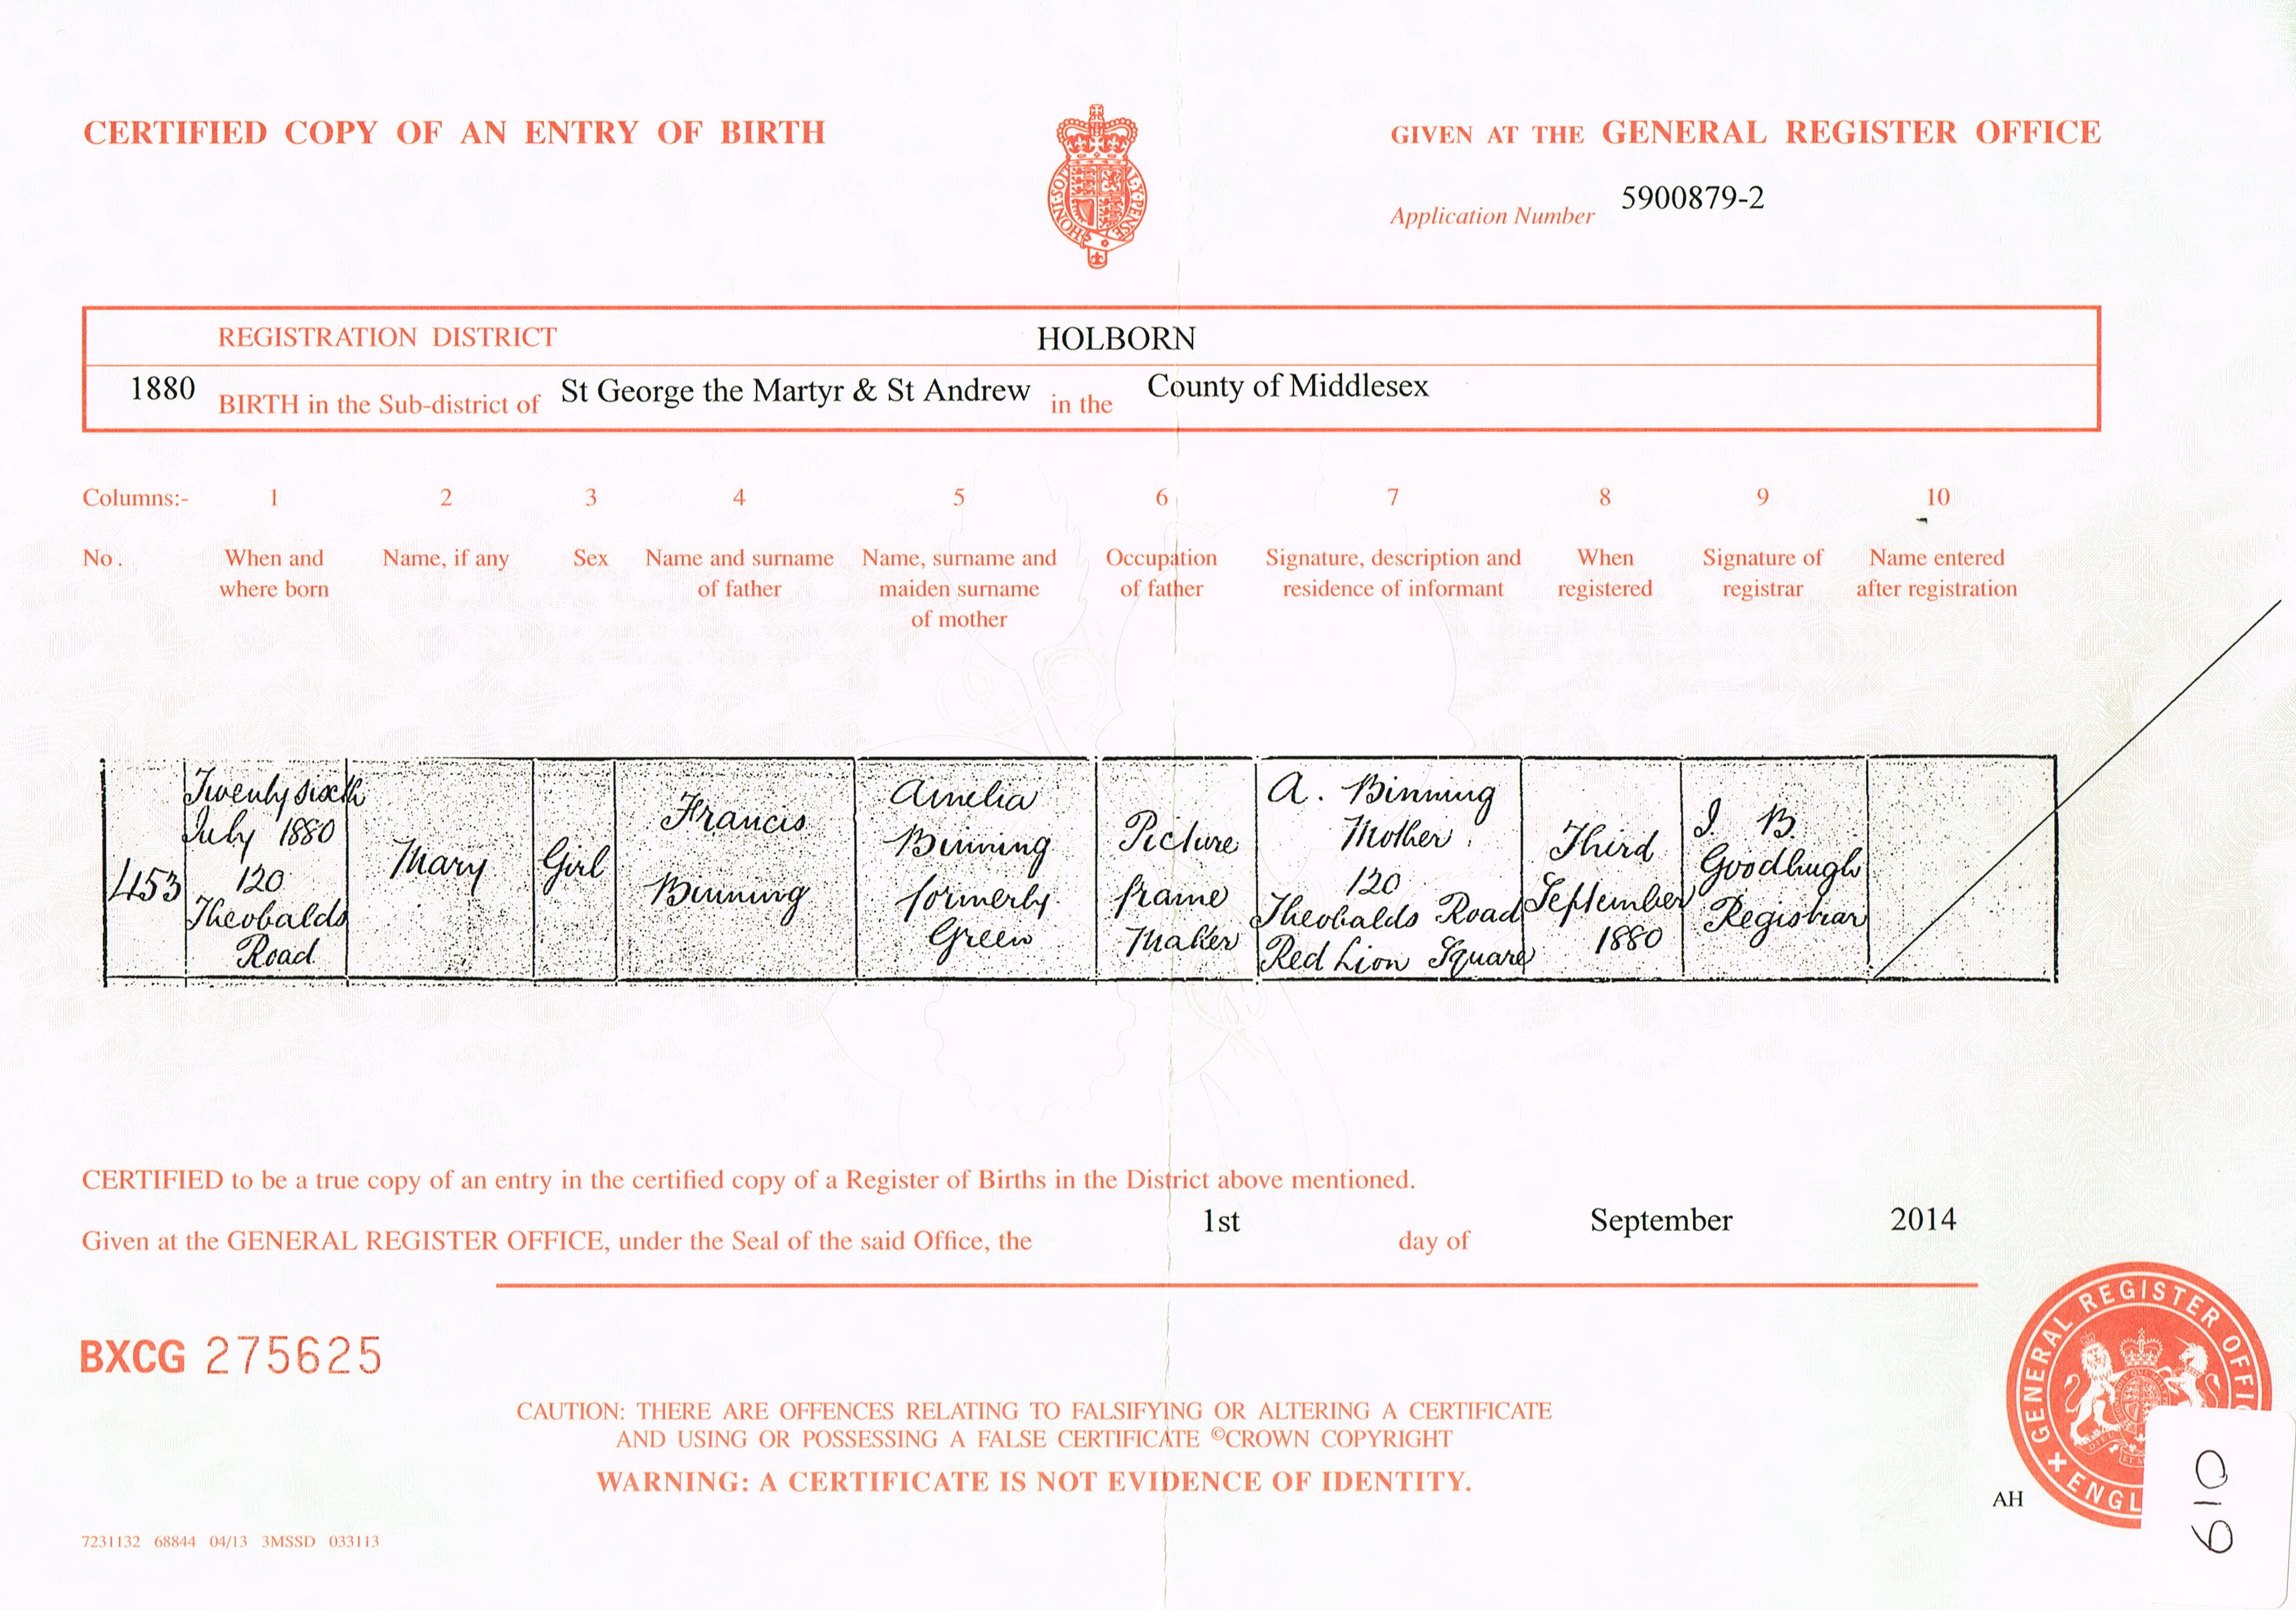 CERTIFIED COPY OF AN ENTRY OF BIRTH
GIVEN AT THE GENERAL REGISTER OFFICE
Application Number 5900879-2
REGISTRATION DISTRICT HOLBORN
1880 BIRTH in the Sub-district of St George the Martyr & St Andrew in the County of Middlesex
Columns:- 1 2 3 4 5 6 7 8 9 10
No. When and where born
Name, if any
Sex
Name and surname of father
Name, surname and maiden surname of mother
Occupation of father
Signature, description and residence of informant
When registered
Signature of registrar
Name entered after registration
453
Twenty sixth
July 1880
120
Theobalds
Road
Mary
Girl
Francis
Binning
Amelia
Binning
formerly
Green
Picture
frame
Maker
A. Binning
Mother
120
Theobalds Road
Red Lion Square
Third
September
1880
B.
Registrar
CERTIFIED to be a true copy of an entry in the certified copy of a Register of Births in the District above mentioned.
Given at the GENERAL REGISTER OFFICE, under the Seal of the said Office, the 1st day of September 2014
BXCG 275625
CAUTION: THERE ARE OFFENCES RELATING TO FALSIFYING OR ALTERING A CERTIFICATE
AND USING OR POSSESSING A FALSE CERTIFICATE ©CROWN COPYRIGHT
WARNING: A CERTIFICATE IS NOT EVIDENCE OF IDENTITY.
GENERAL REGISTER OFFIC
ENGL
AH
610
7231132 68844 04/13 3MSSD 033113